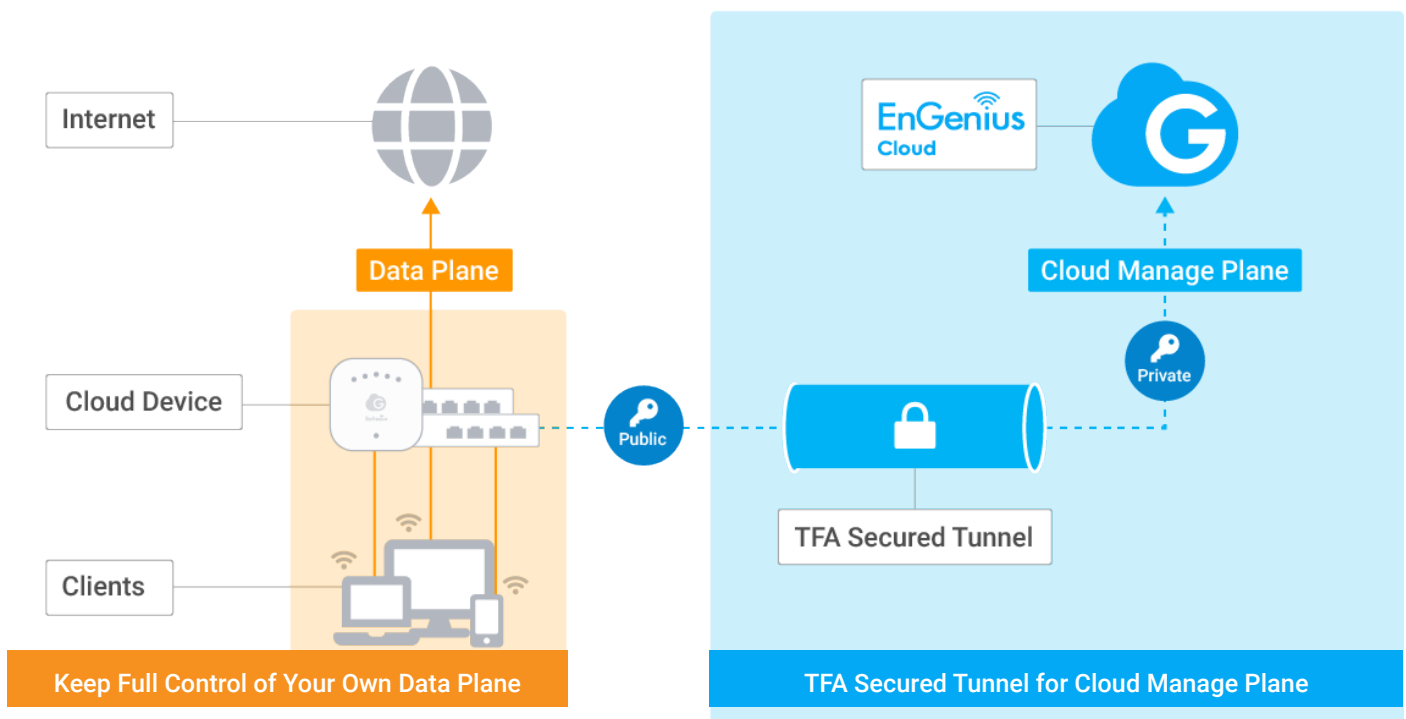 Internet
EnGenius
Cloud
Data Plane
Cloud Manage Plane
Private
Cloud Device
Public
TFA Secured Tunnel
Clients
Keep Full Control of Your Own Data Plane
TFA Secured Tunnel for Cloud Manage Plane